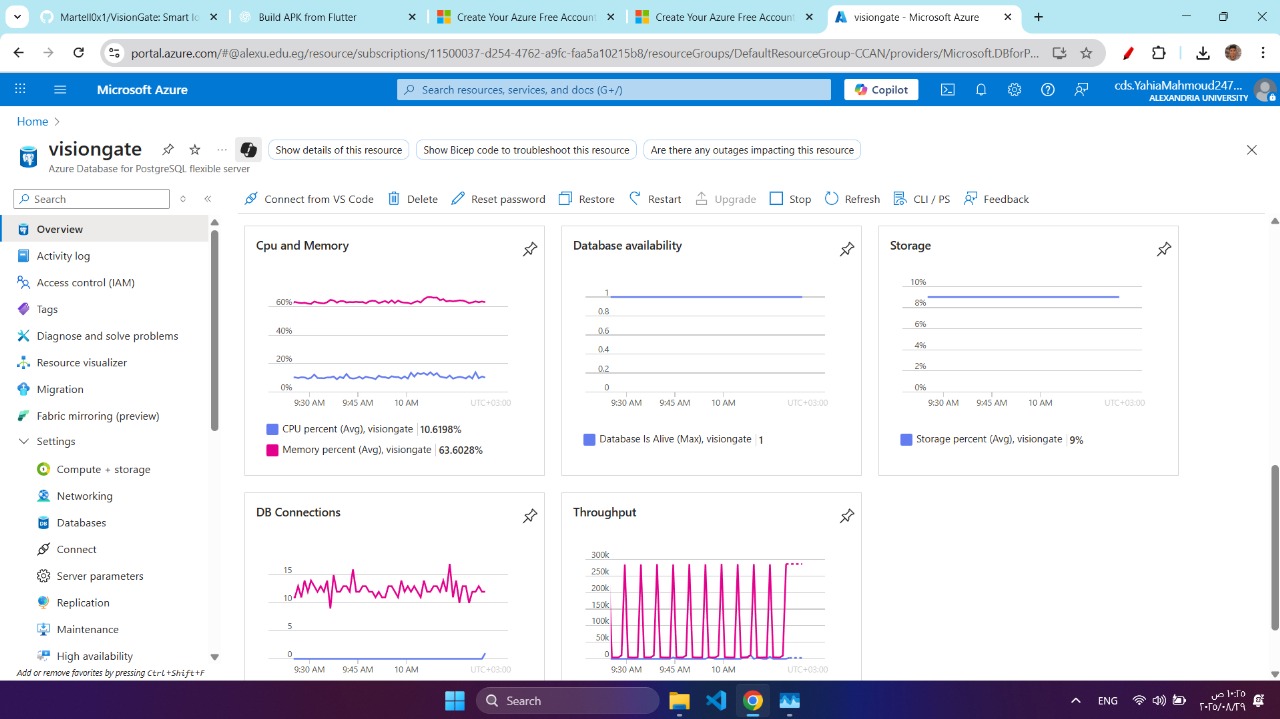 Martell0x1/VisionGate: Smart Io
Build APK from Flutter
Create Your Azure Free Account
Create Your Azure Free Account
visiongate - Microsoft Azure
portal.azure.com/#@alexu.edu.eg/resource/subscriptions/11500037-d254-4762-a9fc-faa5a10215b8/resourceGroups/DefaultResourceGroup-CCAN/providers/Microsoft.DBforP...
Microsoft Azure
Search resources, services, and docs (G+/)
Copilot
cds.YahiaMahmoud247...
ALEXANDRIA UNIVERSITY
Home
visiongate
Azure Database for PostgreSQL flexible server
Show details of this resource
Show Bicep code to troubleshoot this resource
Are there any outages impacting this resource
Search
Connect from VS Code
Delete
Reset password
Restore
Restart
Upgrade
Stop
Refresh
CLI / PS
Feedback
Overview
Activity log
Access control (IAM)
Tags
Diagnose and solve problems
Resource visualizer
Migration
Fabric mirroring (preview)
Settings
Compute + storage
Networking
Databases
Connect
Server parameters
Replication
Maintenance
High availability
Add or remove favorites by pressing Ctrl+Shift+F
Cpu and Memory
60%
40%
20%
0%
9:30 AM 9:45 AM 10 AM UTC+03:00
CPU percent (Avg), visiongate 10.6198%
Memory percent (Avg), visiongate 63.6028%
Database availability
1
0.8
0.6
0.4
0.2
0
9:30 AM 9:45 AM 10 AM UTC+03:00
Database Is Alive (Max), visiongate 1
Storage
10%
8%
6%
4%
2%
0%
9:30 AM 9:45 AM 10 AM UTC+03:00
Storage percent (Avg), visiongate 9%
DB Connections
15
10
5
0
9:30 AM 9:45 AM 10 AM UTC+03:00
Throughput
300k
250k
200k
150k
100k
50k
0
9:30 AM 9:45 AM 10 AM UTC+03:00
Search
ENG
١٠:٢٥ ص
٢٠٢٥/٠٨/٢٩